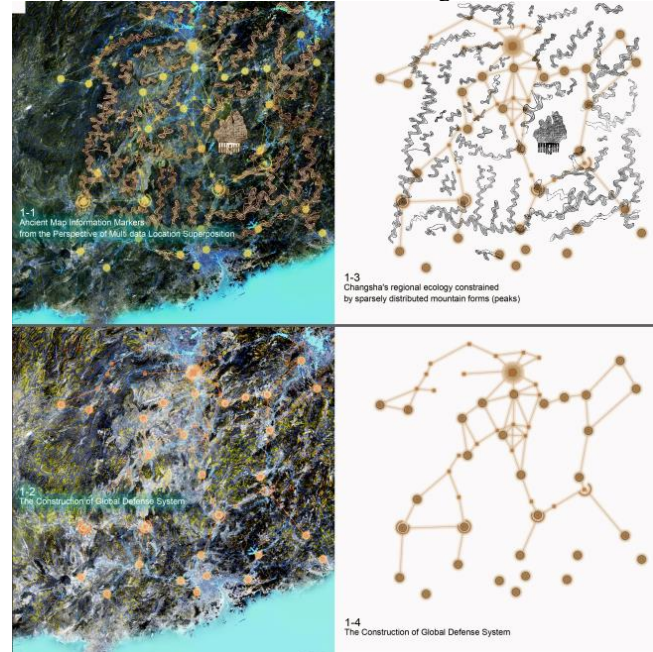 1-1
Ancient Map Information Markers
from the Perspective of Multi data Location Superposition
1-3
Changsha's regional ecology constrained
by sparsely distributed mountain forms (peaks)
1-2
The Construction of Global Defense System
1-4
The Construction of Global Defense System